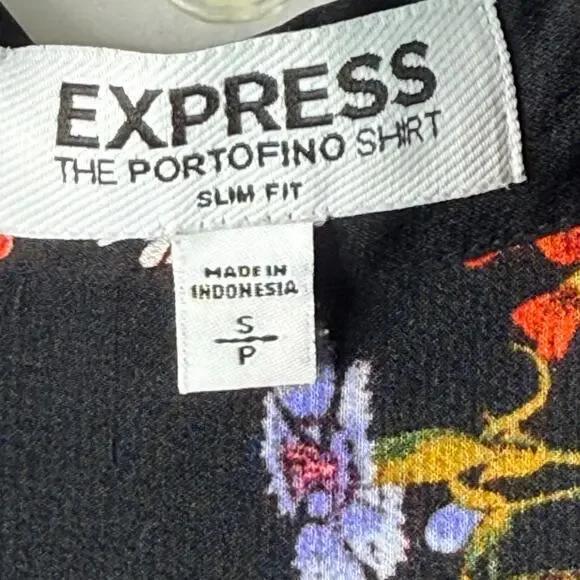 EXPRESS
THE PORTOFINO SHIRT
SLIM FIT
MADE IN
INDONESIA
S
P